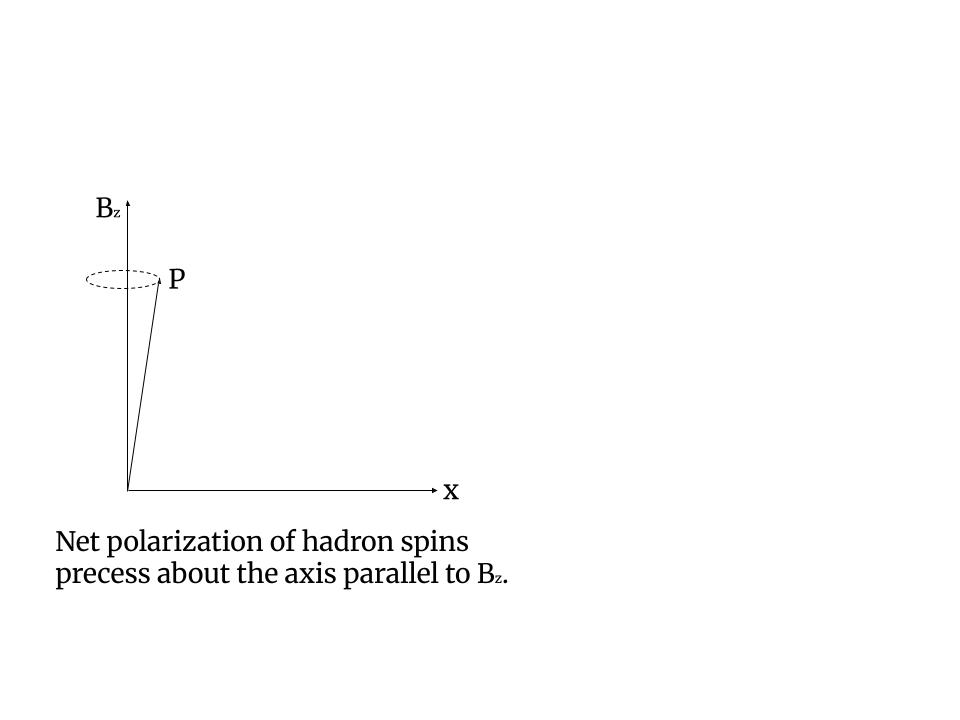 Bz
P
x
Net polarization of hadron spins
precess about the axis parallel to Bz.